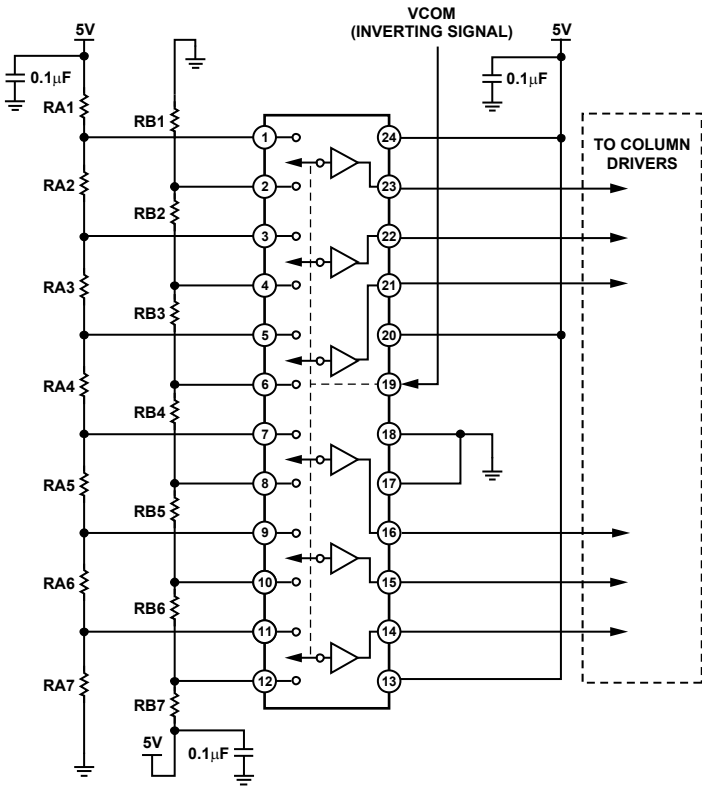 VCOM
(INVERTING SIGNAL)
5V
5V
0.1μF
0.1μF
RA1
RB1
1
24
TO COLUMN
DRIVERS
RA2
2
23
RB2
3
22
RA3
4
21
RB3
5
20
RA4
6
19
RB4
7
18
RA5
8
17
RB5
9
16
RA6
10
15
RB6
11
14
RA7
12
13
RB7
5V
0.1μF